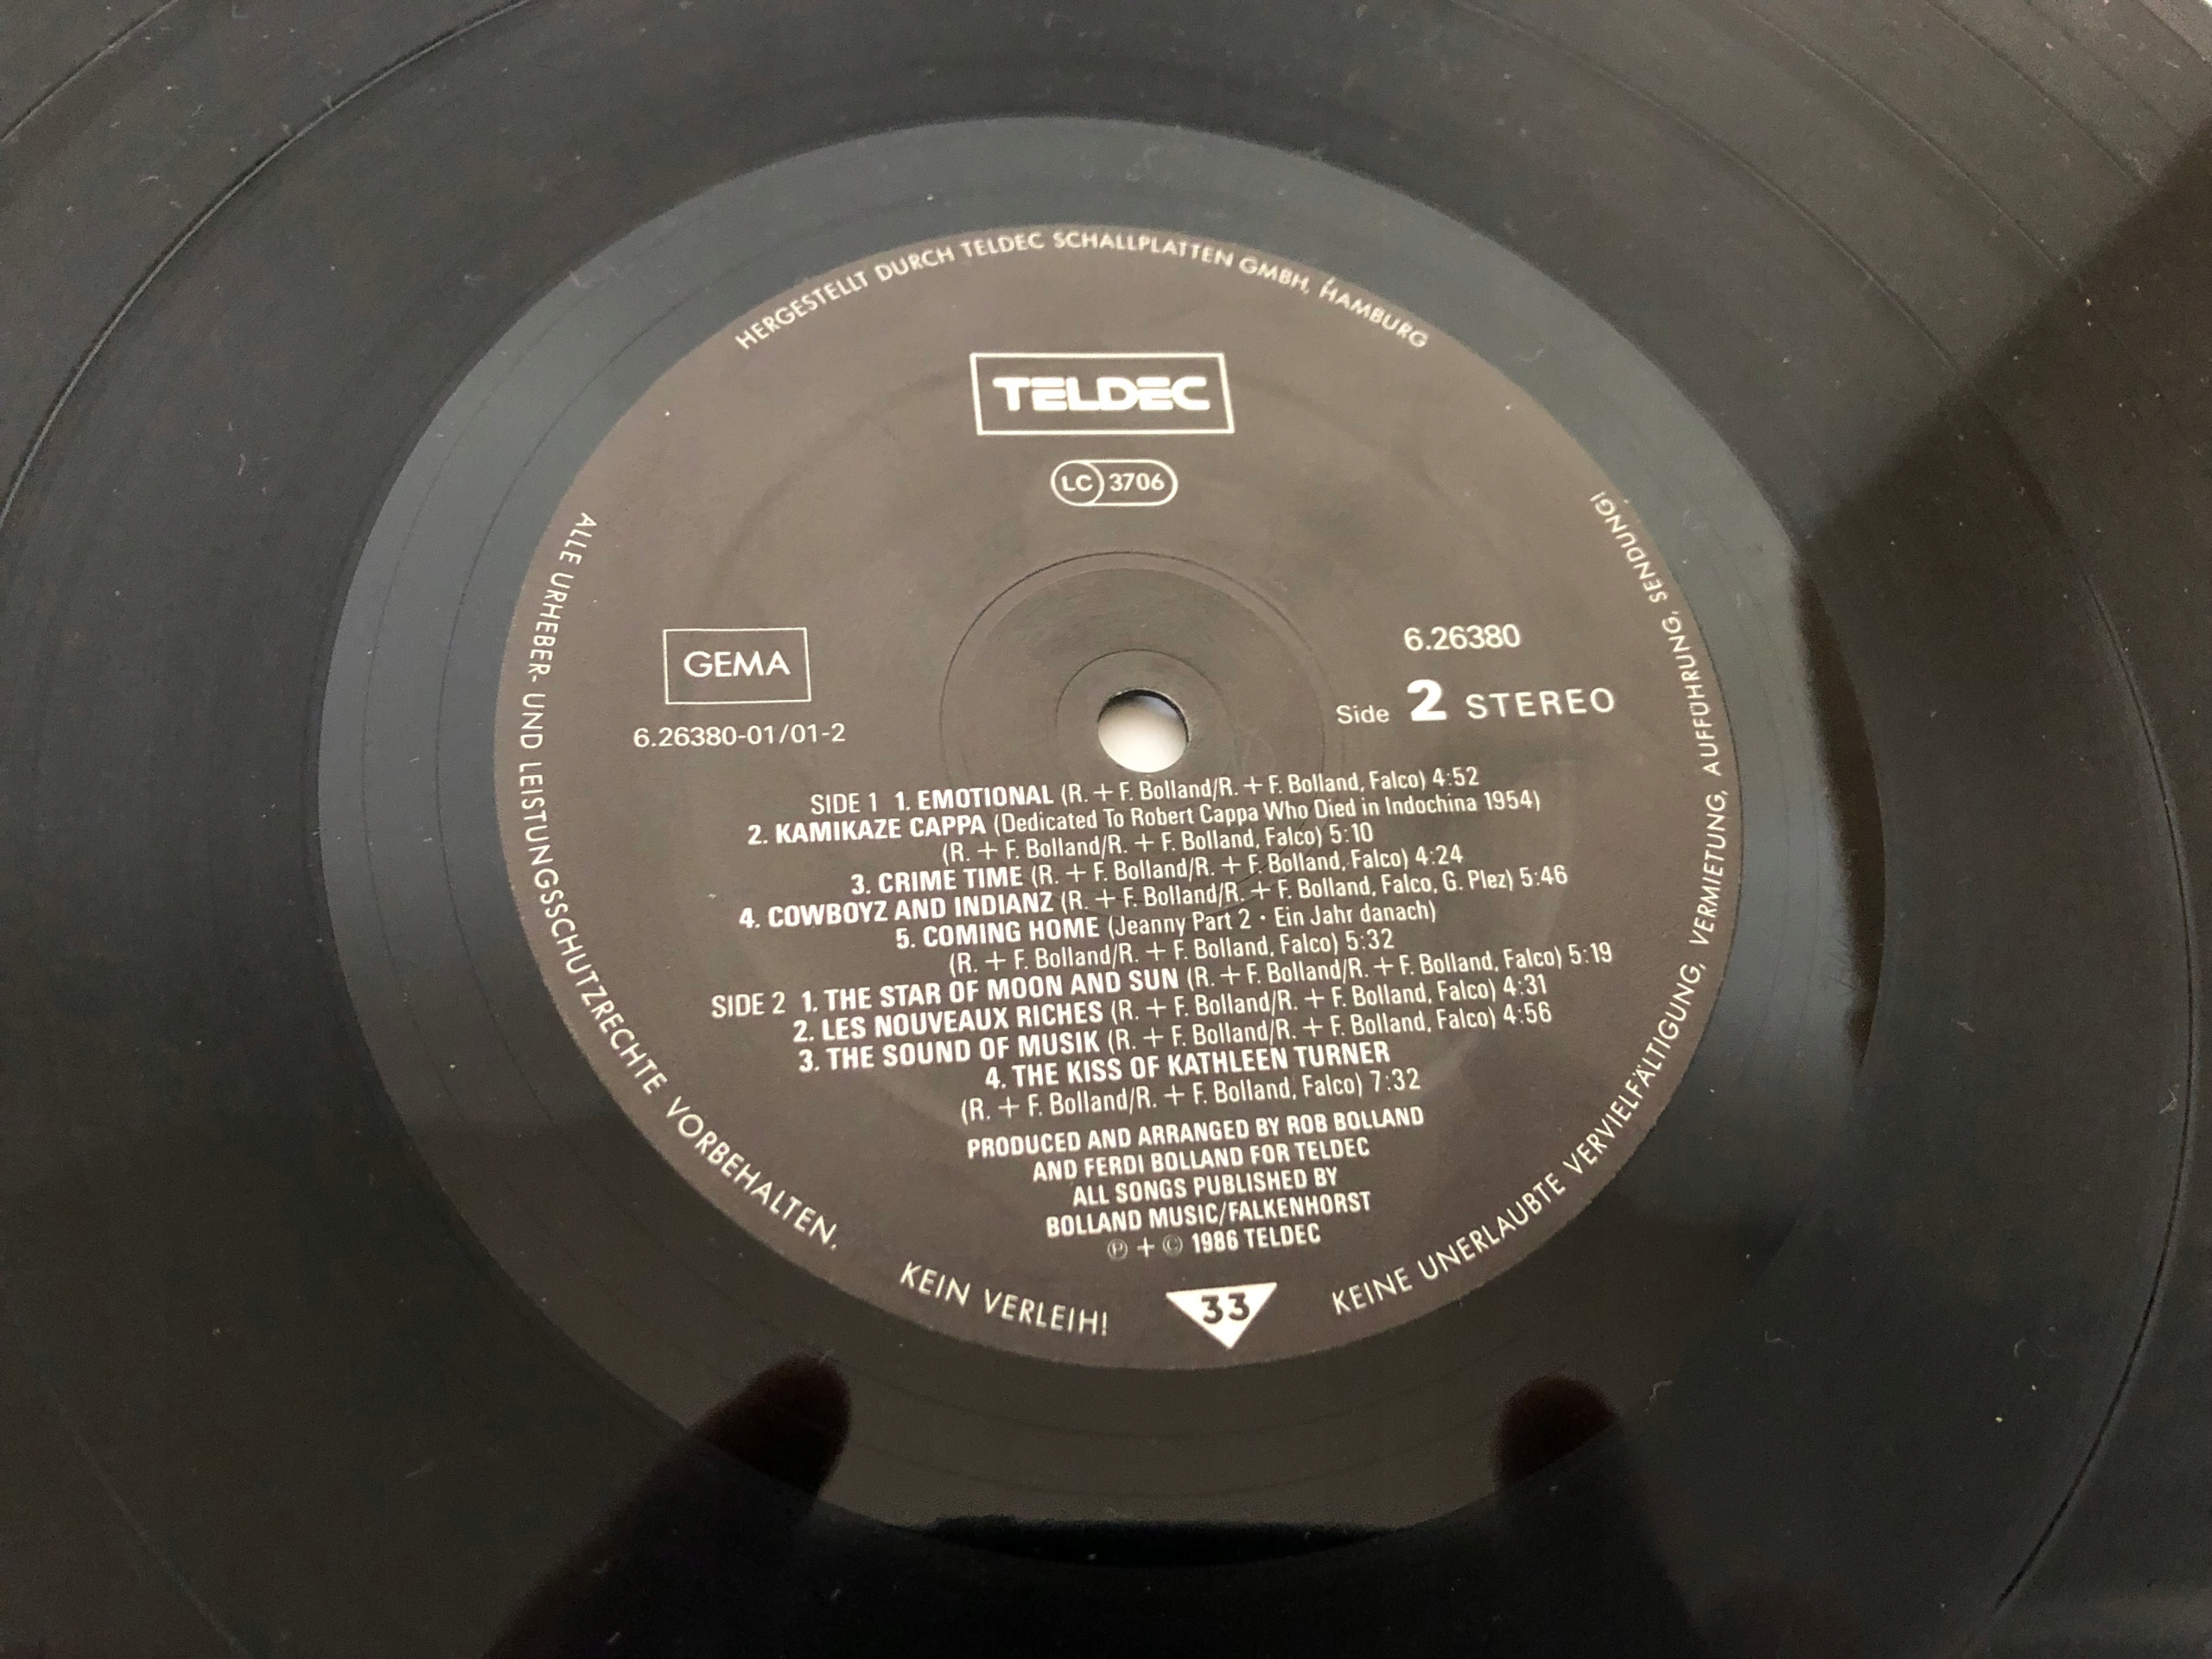 HERGESTELLT DURCH TELDEC SCHALLPLATTEN GMBH, HAMBURG
TELDEC
LC 3706
GEMA
6.26380-01/01-2
6.26380
Side 2 STEREO
SIDE 1 1. EMOTIONAL (R. + F. Bolland/R. + F. Bolland, Falco) 4:52
2. KAMIKAZE CAPPA (Dedicated To Robert Cappa Who Died in Indochina 1954)
(R. + F. Bolland/R. + F. Bolland, Falco) 5:10
3. CRIME TIME (R. + F. Bolland/R. + F. Bolland, Falco) 4:24
4. COWBOYZ AND INDIANZ (R. + F. Bolland/R. + F. Bolland, Falco, G. Plez) 5:46
5. COMING HOME (Jeanny Part 2 · Ein Jahr danach)
(R. + F. Bolland/R. + F. Bolland, Falco) 5:32
SIDE 2 1. THE STAR OF MOON AND SUN (R. + F. Bolland/R. + F. Bolland, Falco) 5:19
2. LES NOUVEAUX RICHES (R. + F. Bolland/R. + F. Bolland, Falco) 4:31
3. THE SOUND OF MUSIK (R. + F. Bolland/R. + F. Bolland, Falco) 4:56
4. THE KISS OF KATHLEEN TURNER
(R. + F. Bolland/R. + F. Bolland, Falco) 7:32
PRODUCED AND ARRANGED BY ROB BOLLAND
AND FERDI BOLLAND FOR TELDEC
ALL SONGS PUBLISHED BY
BOLLAND MUSIC/FALKENHORST
℗ + © 1986 TELDEC
33
ALLE URHEBER- UND LEISTUNGSSCHUTZRECHTE VORBEHALTEN.
KEIN VERLEIH!
KEINE UNERLAUBTE VERVIELFÄLTIGUNG, VERMIETUNG, AUFFÜHRUNG, SENDUNG!